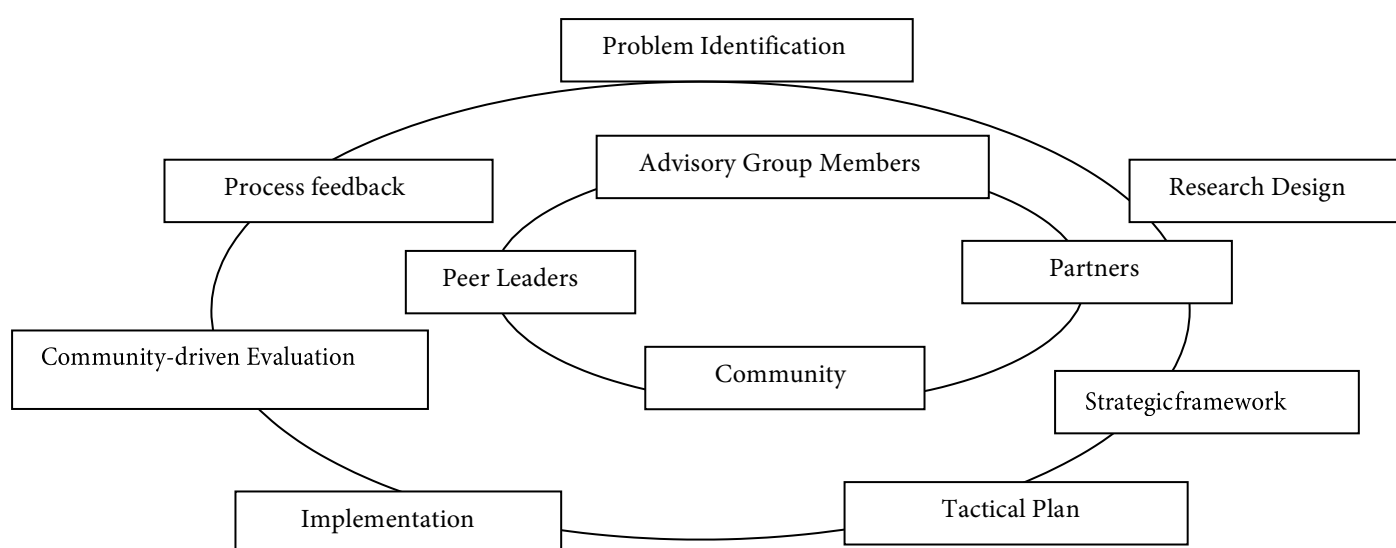 Problem Identification
Advisory Group Members
Process feedback
Research Design
Peer Leaders
Partners
Community-driven Evaluation
Community
Strategicframework
Implementation
Tactical Plan